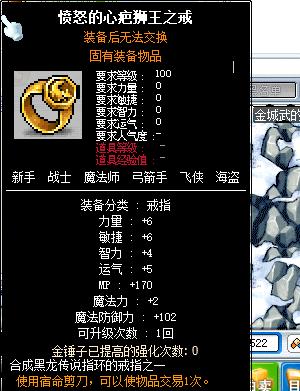 愤怒的心疤狮王之戒
装备后无法交换
固有装备物品
要求等级： 100
要求力量： 0
要求敏捷： 0
要求智力： 0
要求运气： 0
要求人气度： -
道具等级： -
道具经验值： -
新手 战士 魔法师 弓箭手 飞侠 海盗
装备分类 : 戒指
力量 : +6
敏捷 : +6
智力 : +4
运气 : +5
MP : +170
魔法力 : +2
魔法防御力 : +102
可升级次数 : 1回
金锤子已提高的强化次数: 0
合成黑龙传说指环的戒指之一
使用宿命剪刀，可以使物品交易1次。
金城武的
522